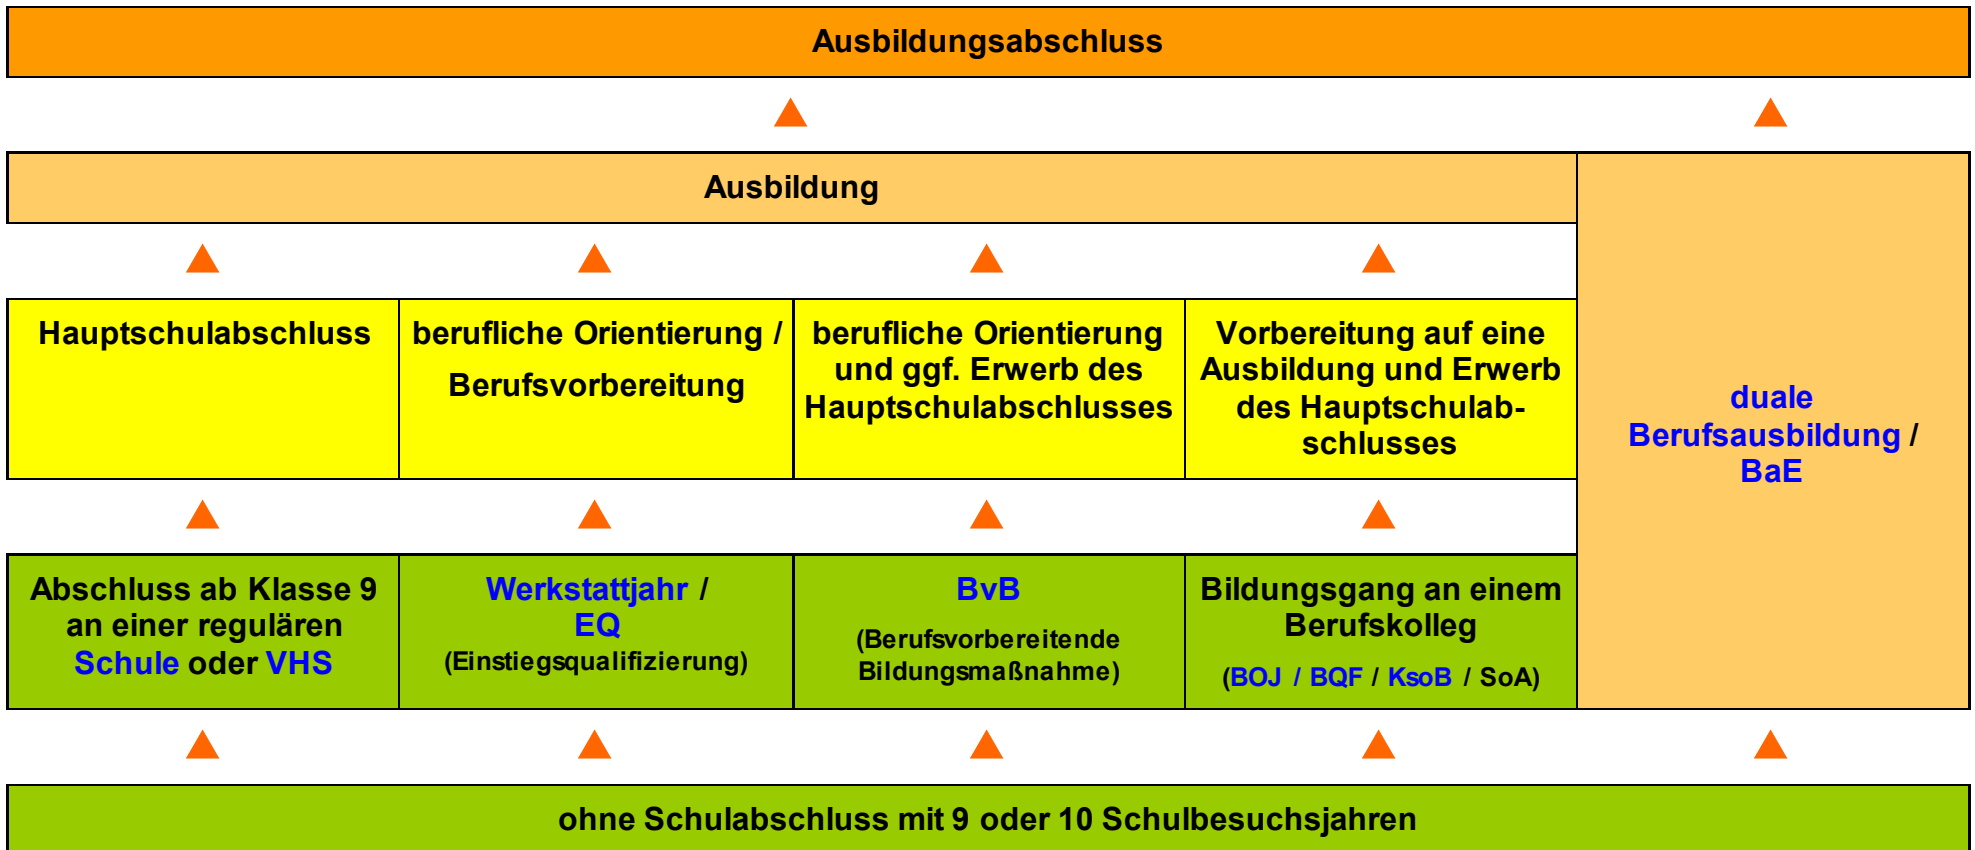 Ausbildungsabschluss
Ausbildung
Hauptschulabschluss
berufliche Orientierung /
Berufsvorbereitung
berufliche Orientierung
und ggf. Erwerb des
Hauptschulabschlusses
Vorbereitung auf eine
Ausbildung und Erwerb
des Hauptschulab-
schlusses
duale
Berufsausbildung /
BaE
Abschluss ab Klasse 9
an einer regulären
Schule oder VHS
Werkstattjahr /
EQ
(Einstiegsqualifizierung)
BvB
(Berufsvorbereitende
Bildungsmaßnahme)
Bildungsgang an einem
Berufskolleg
(BOJ / BQF / KsoB / SoA)
ohne Schulabschluss mit 9 oder 10 Schulbesuchsjahren